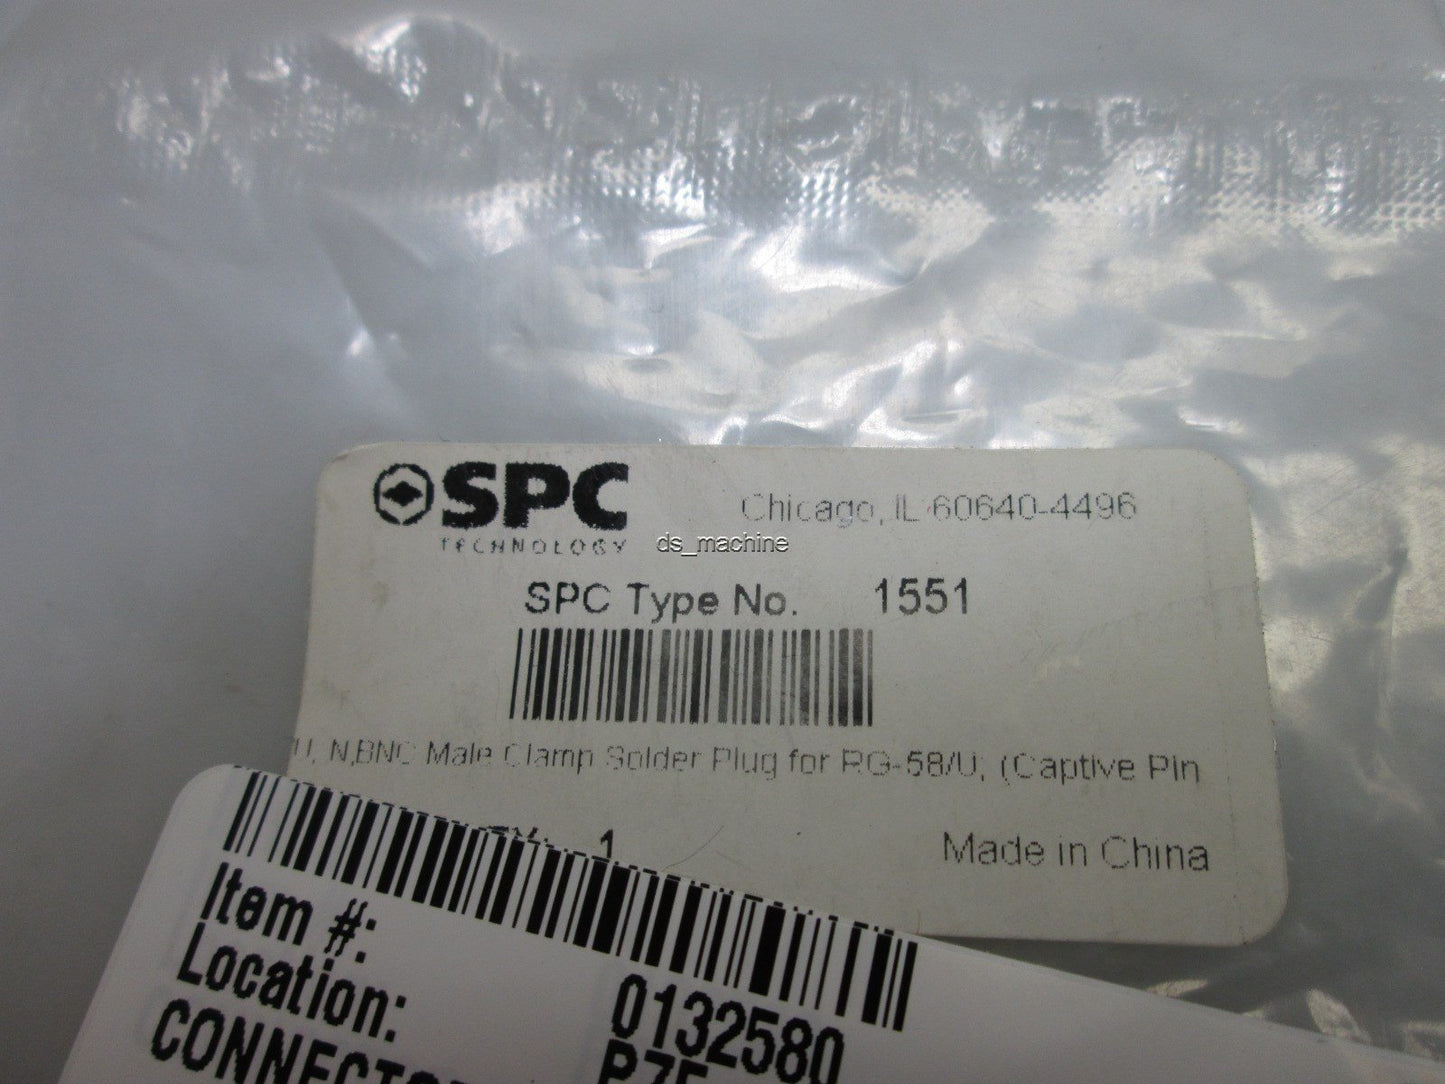 SPC Chicago, IL 60640-4496
TECHNOLOGY ds_machine
SPC Type No. 1551
/U, N,BNC Male Clamp Solder Plug for RG-58/U, (Captive Pin
1 Made in China
Item #: 0132580
Location: